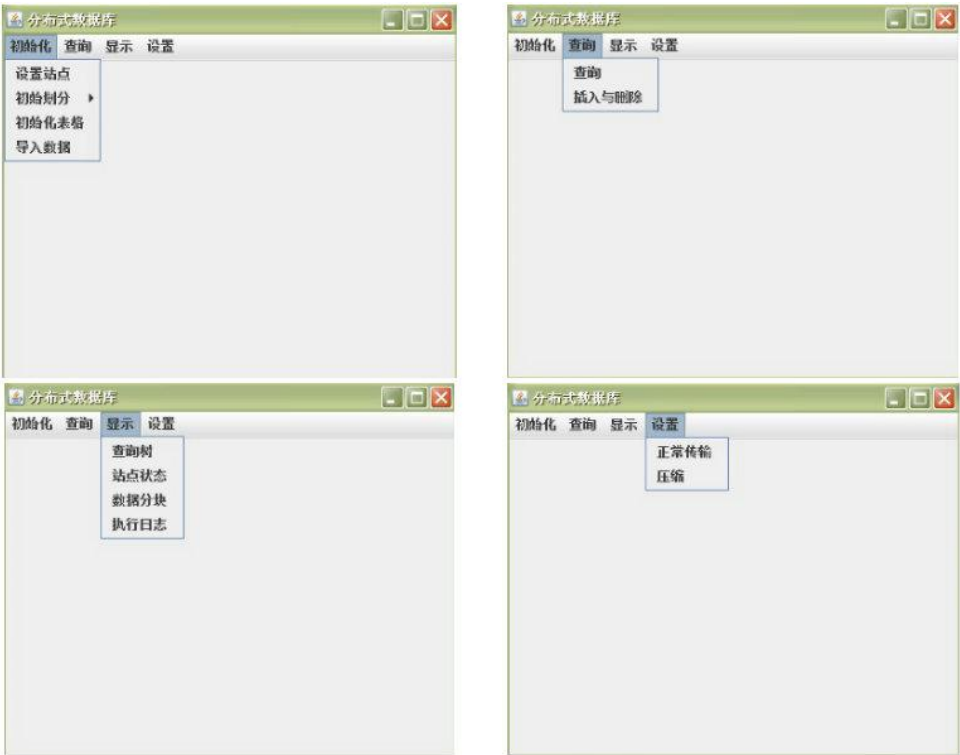 分布式数据库
初始化 查询 显示 设置
设置站点
初始划分
初始化表格
导入数据
分布式数据库
初始化 查询 显示 设置
查询
插入与删除
分布式数据库
初始化 查询 显示 设置
查询树
站点状态
数据分块
执行日志
分布式数据库
初始化 查询 显示 设置
正常传输
压缩